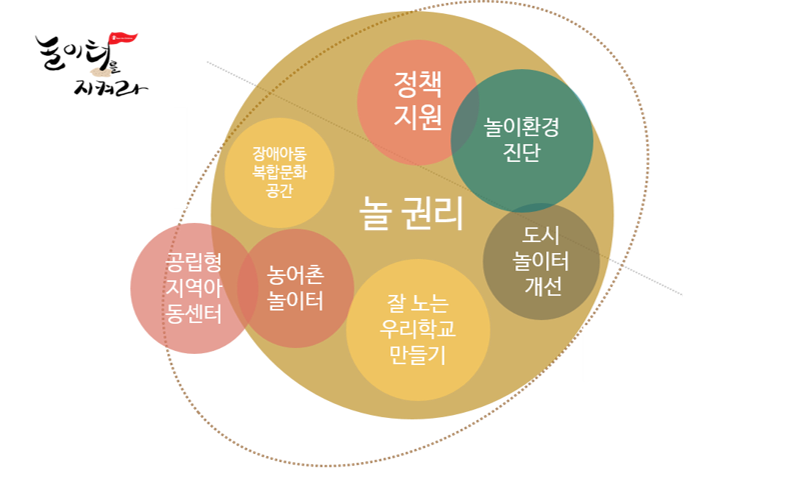 놀이터를
지켜라
정책
지원
놀이환경
진단
장애아동
복합문화
공간
놀 권리
도시
놀이터
개선
공립형
지역아
동센터
농어촌
놀이터
잘 노는
우리학교
만들기